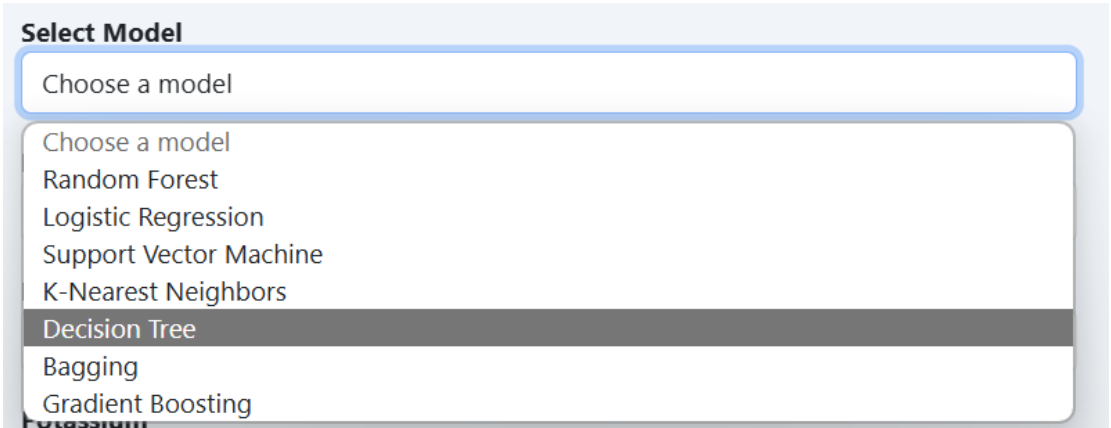 Select Model
Choose a model
Choose a model
Random Forest
Logistic Regression
Support Vector Machine
K-Nearest Neighbors
Decision Tree
Bagging
Gradient Boosting
Potassium